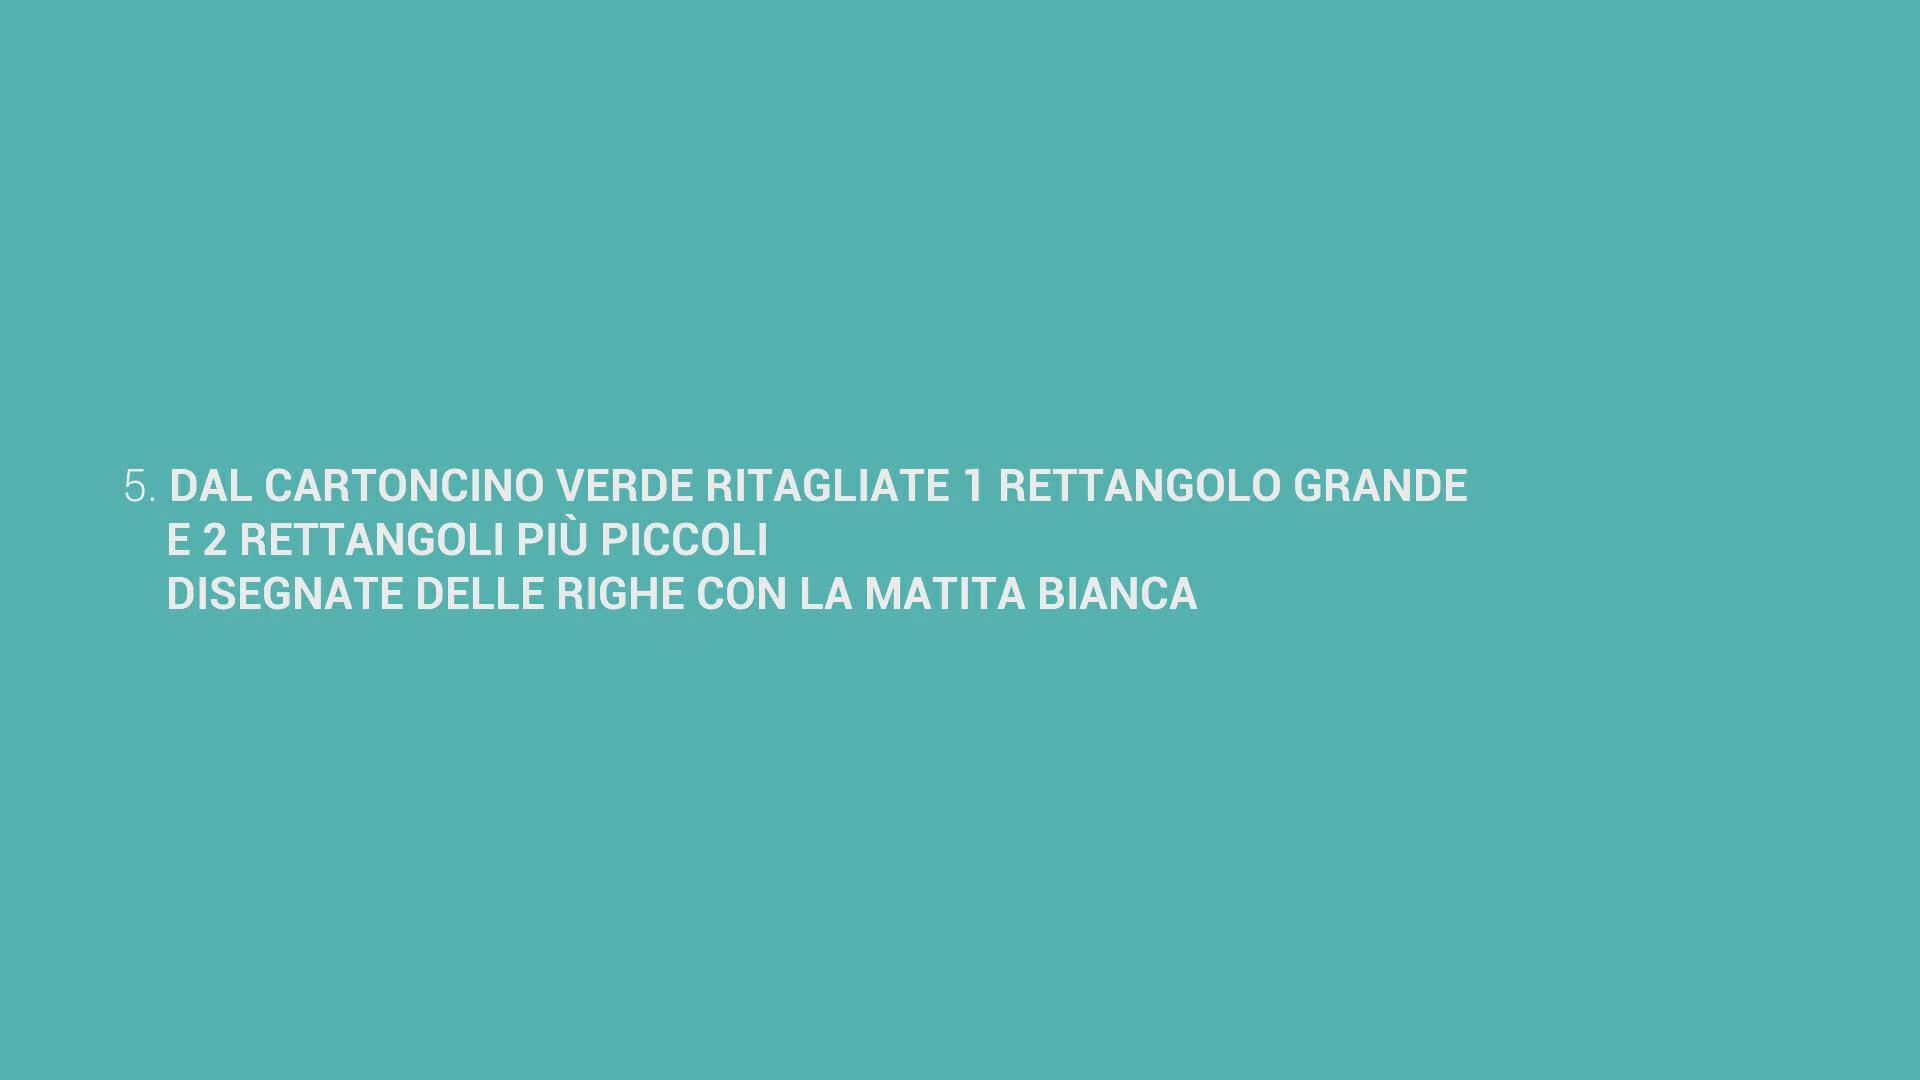 5. DAL CARTONCINO VERDE RITAGLIATE 1 RETTANGOLO GRANDE
E 2 RETTANGOLI PIÙ PICCOLI
DISEGNATE DELLE RIGHE CON LA MATITA BIANCA